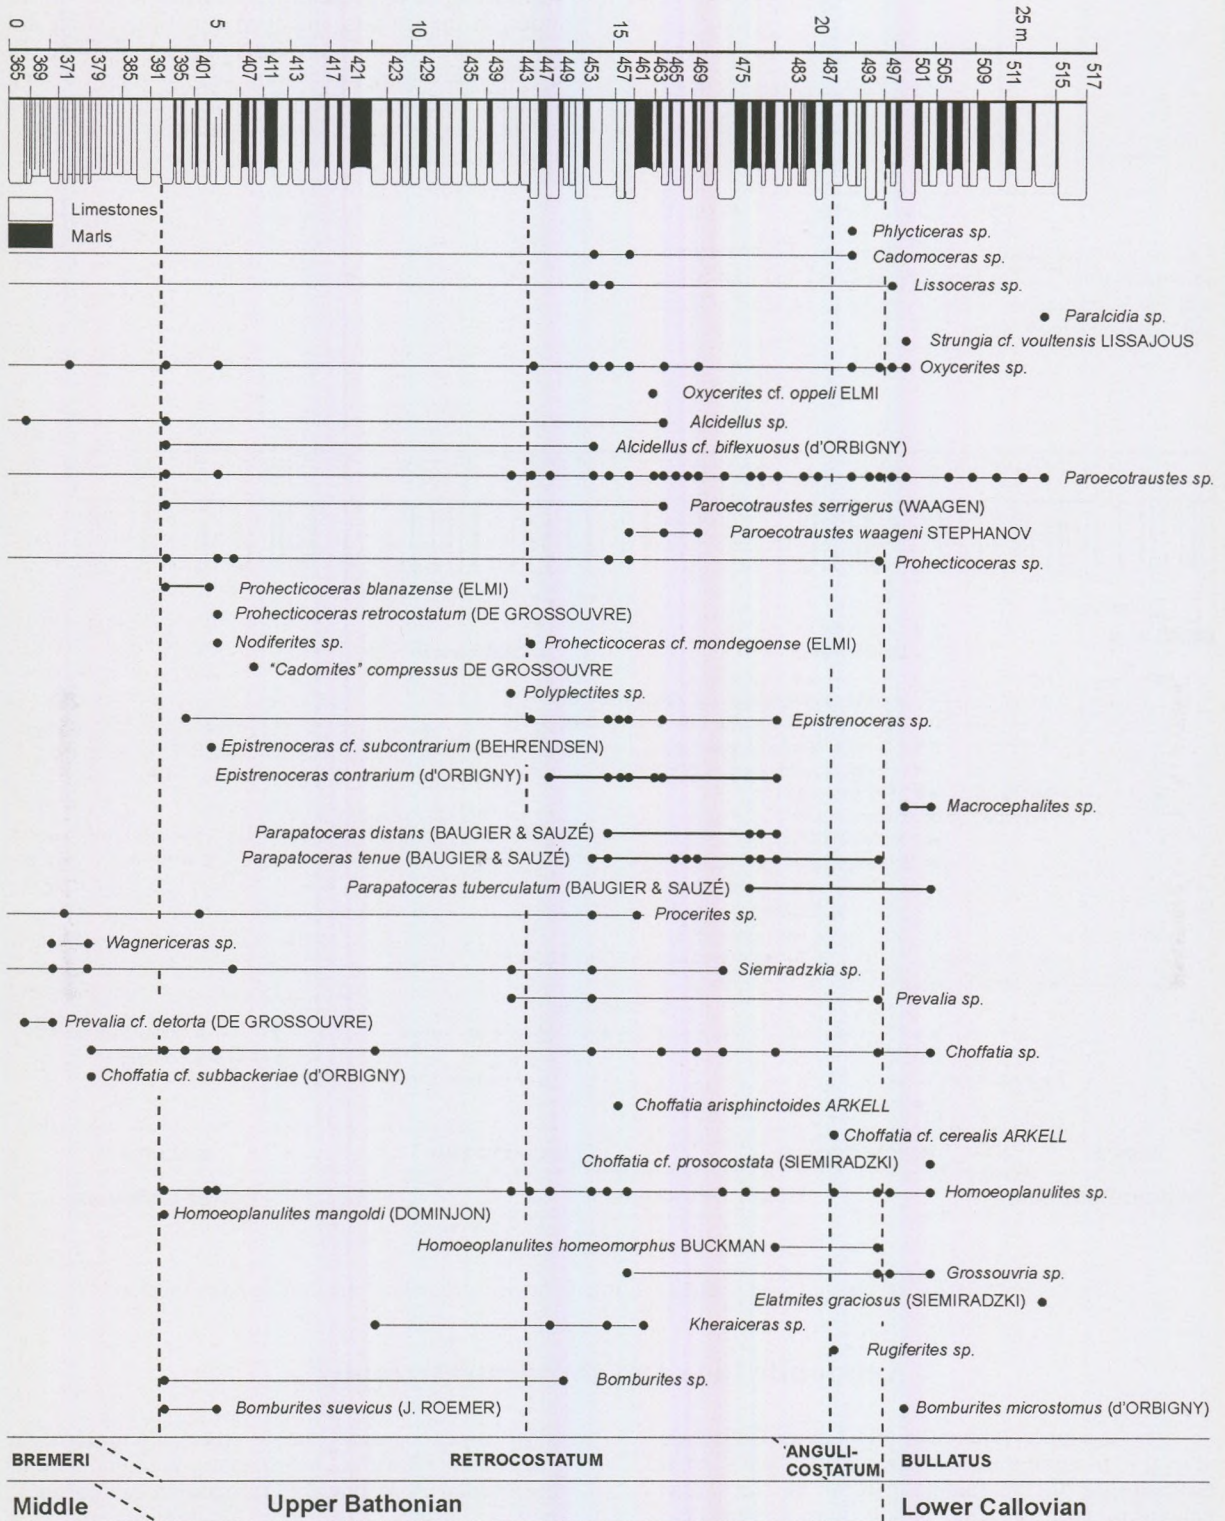 0 5 10 15 20 25 m
365 369 371 379 385 391 395 401 407 411 413 417 421 423 429 435 439 443 447 449 453 457 461 463 465 469 475 483 487 493 497 501 505 509 511 515 517
Limestones
Marls
Phlycticeras sp.
Cadomoceras sp.
Lissoceras sp.
Paralcidia sp.
Strungia cf. voultensis LISSAJOUS
Oxycerites sp.
Oxycerites cf. oppeli ELMI
Alcidellus sp.
Alcidellus cf. biflexuosus (d'ORBIGNY)
Paroecotraustes sp.
Paroecotraustes serrigerus (WAAGEN)
Paroecotraustes waageni STEPHANOV
Prohecticoceras sp.
Prohecticoceras blanazense (ELMI)
Prohecticoceras retrocostatum (DE GROSSOUVRE)
Nodiferites sp. Prohecticoceras cf. mondegoense (ELMI)
"Cadomites" compressus DE GROSSOUVRE
Polyplectites sp.
Epistrenoceras sp.
Epistrenoceras cf. subcontrarium (BEHRENDSEN)
Epistrenoceras contrarium (d'ORBIGNY)
Macrocephalites sp.
Parapatoceras distans (BAUGIER & SAUZÉ)
Parapatoceras tenue (BAUGIER & SAUZÉ)
Parapatoceras tuberculatum (BAUGIER & SAUZÉ)
Procerites sp.
Wagnericeras sp.
Siemiradzkia sp.
Prevalia sp.
Prevalia cf. detorta (DE GROSSOUVRE)
Choffatia sp.
Choffatia cf. subbackeriae (d'ORBIGNY)
Choffatia arisphinctoides ARKELL
Choffatia cf. cerealis ARKELL
Choffatia cf. prosocostata (SIEMIRADZKI)
Homoeoplanulites sp.
Homoeoplanulites mangoldi (DOMINJON)
Homoeoplanulites homeomorphus BUCKMAN
Grossouvria sp.
Elatmites graciosus (SIEMIRADZKI)
Kheraiceras sp.
Rugiferites sp.
Bomburites sp.
Bomburites suevicus (J. ROEMER) Bomburites microstomus (d'ORBIGNY)
BREMERI RETROCOSTATUM ANGULI-
COSTATUM BULLATUS
Middle Upper Bathonian Lower Callovian